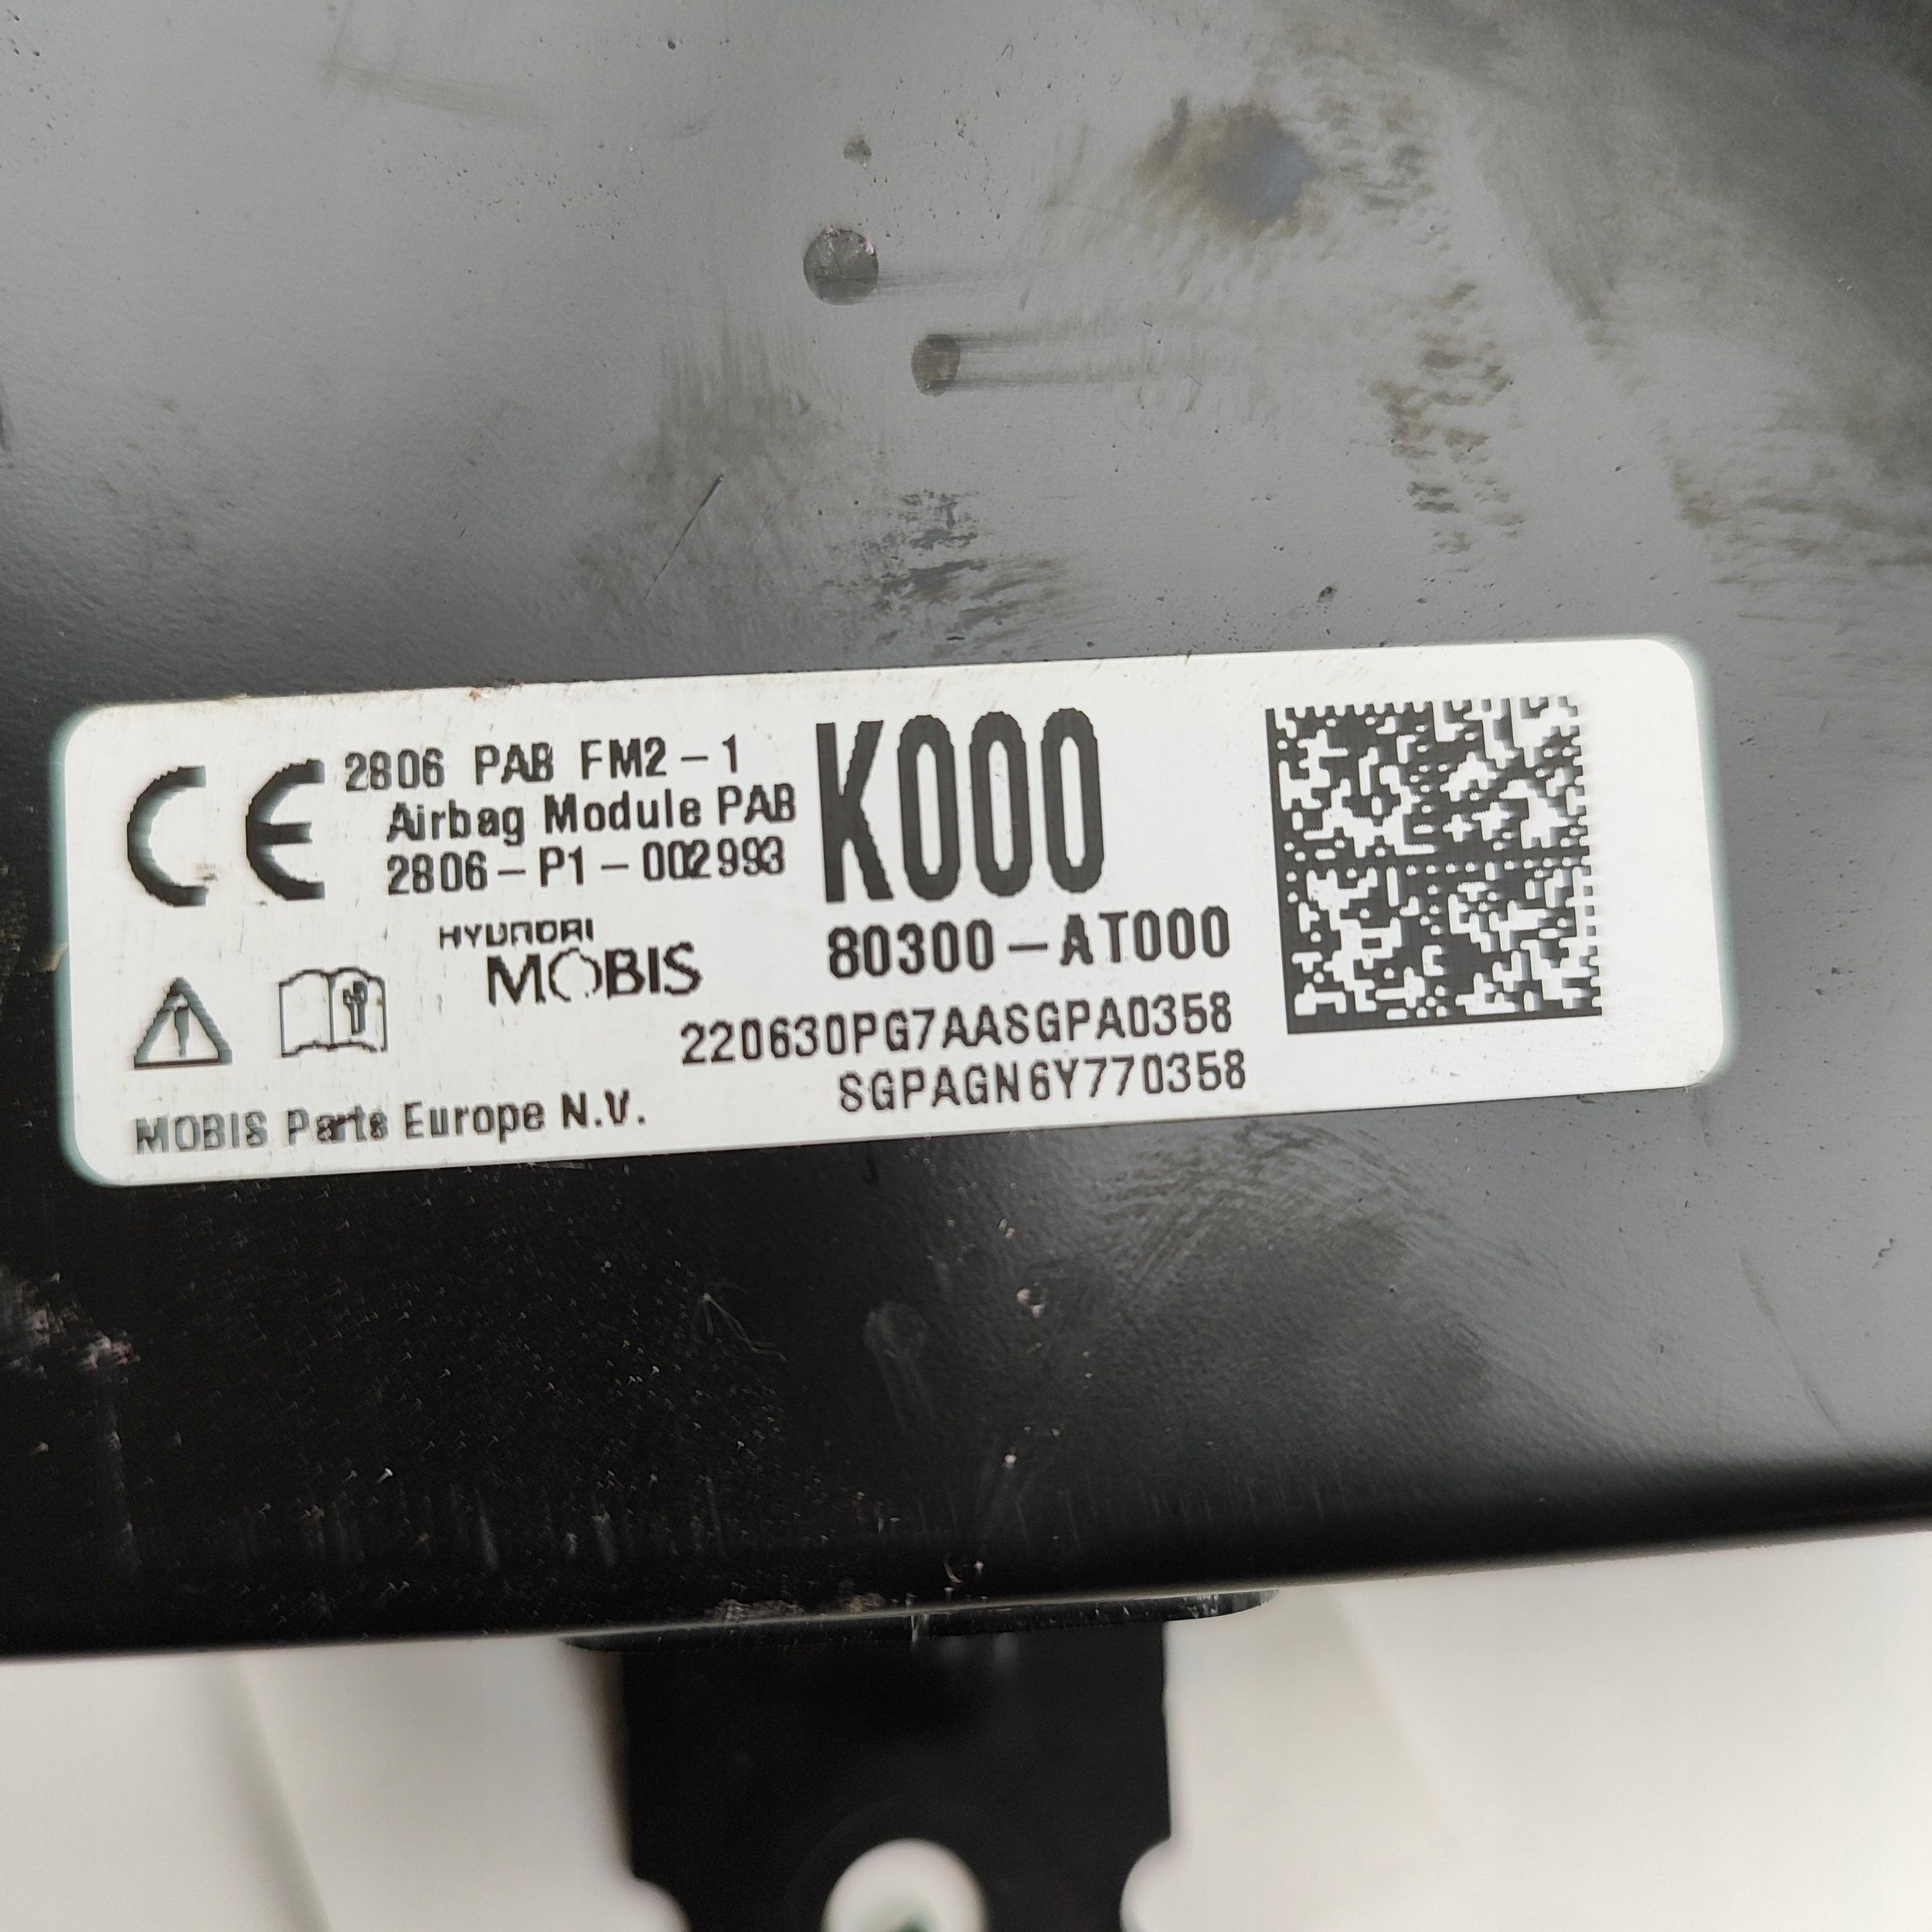 CE 2806 PAB FM2-1
Airbag Module PAB
2806-P1-002993
K000
HYUNDAI
MOBIS
80300-AT000
220630PG7AASGPA0358
SGPAGN6Y770358
MOBIS Parts Europe N.V.